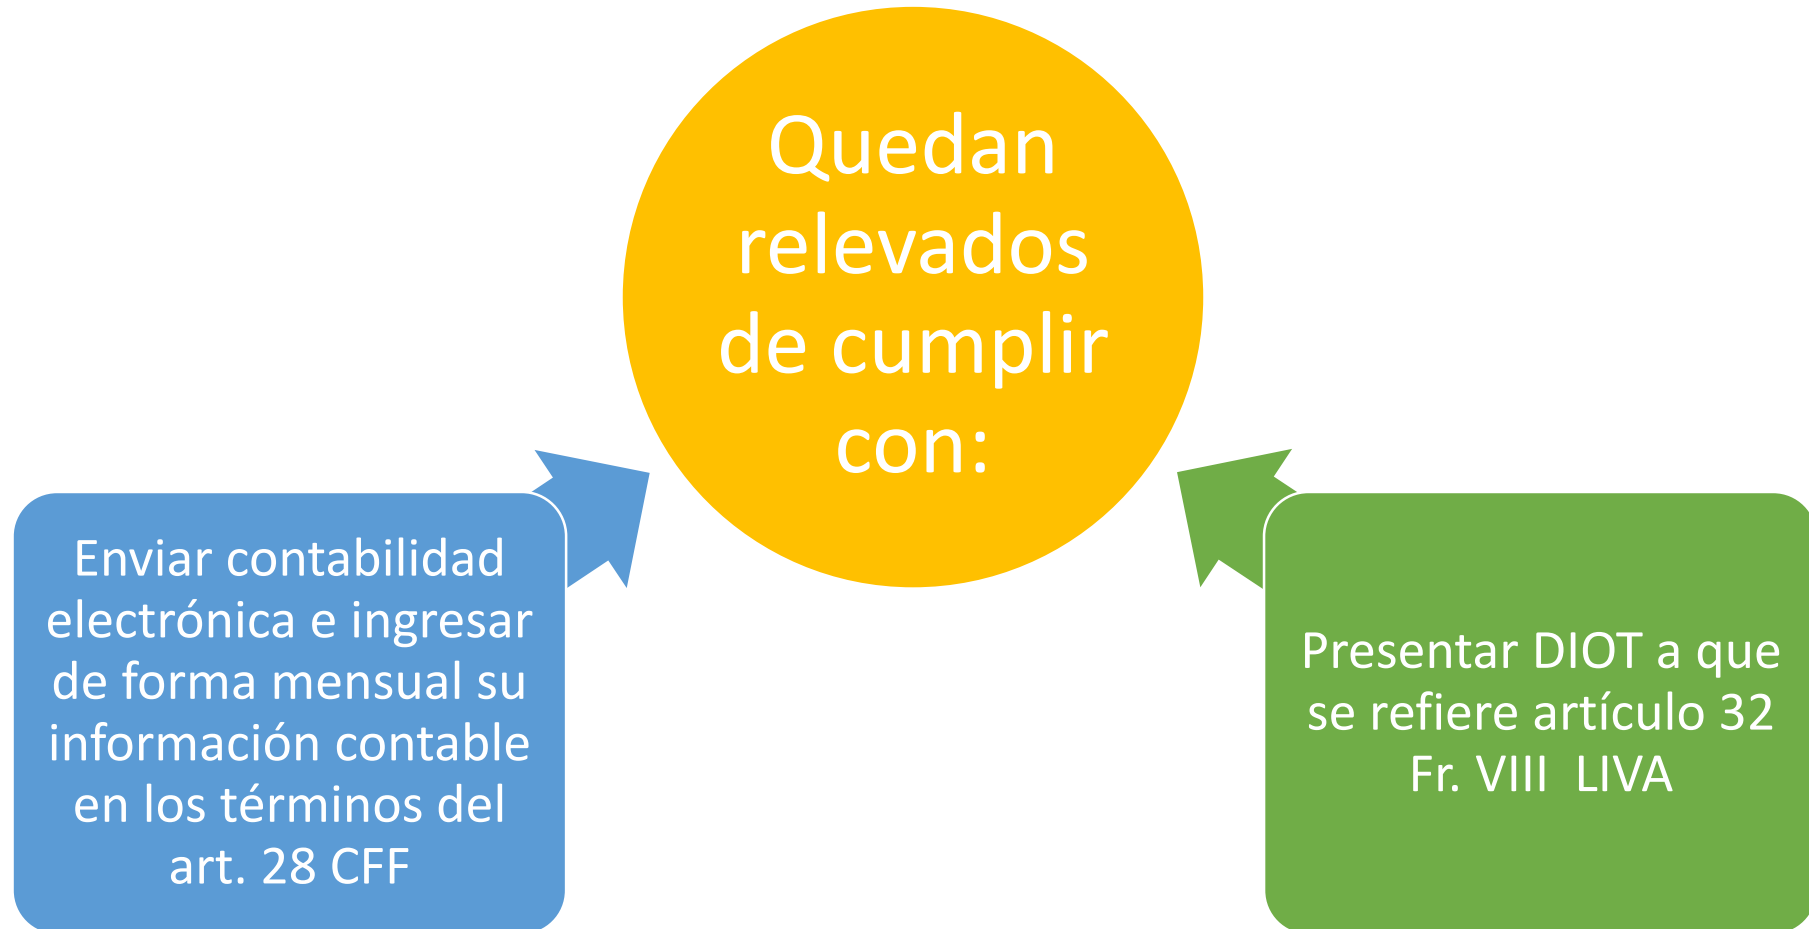 Quedan
relevados
de cumplir
con:
Enviar contabilidad
electrónica e ingresar
de forma mensual su
información contable
en los términos del
art. 28 CFF
Presentar DIOT a que
se refiere artículo 32
Fr. VIII  LIVA